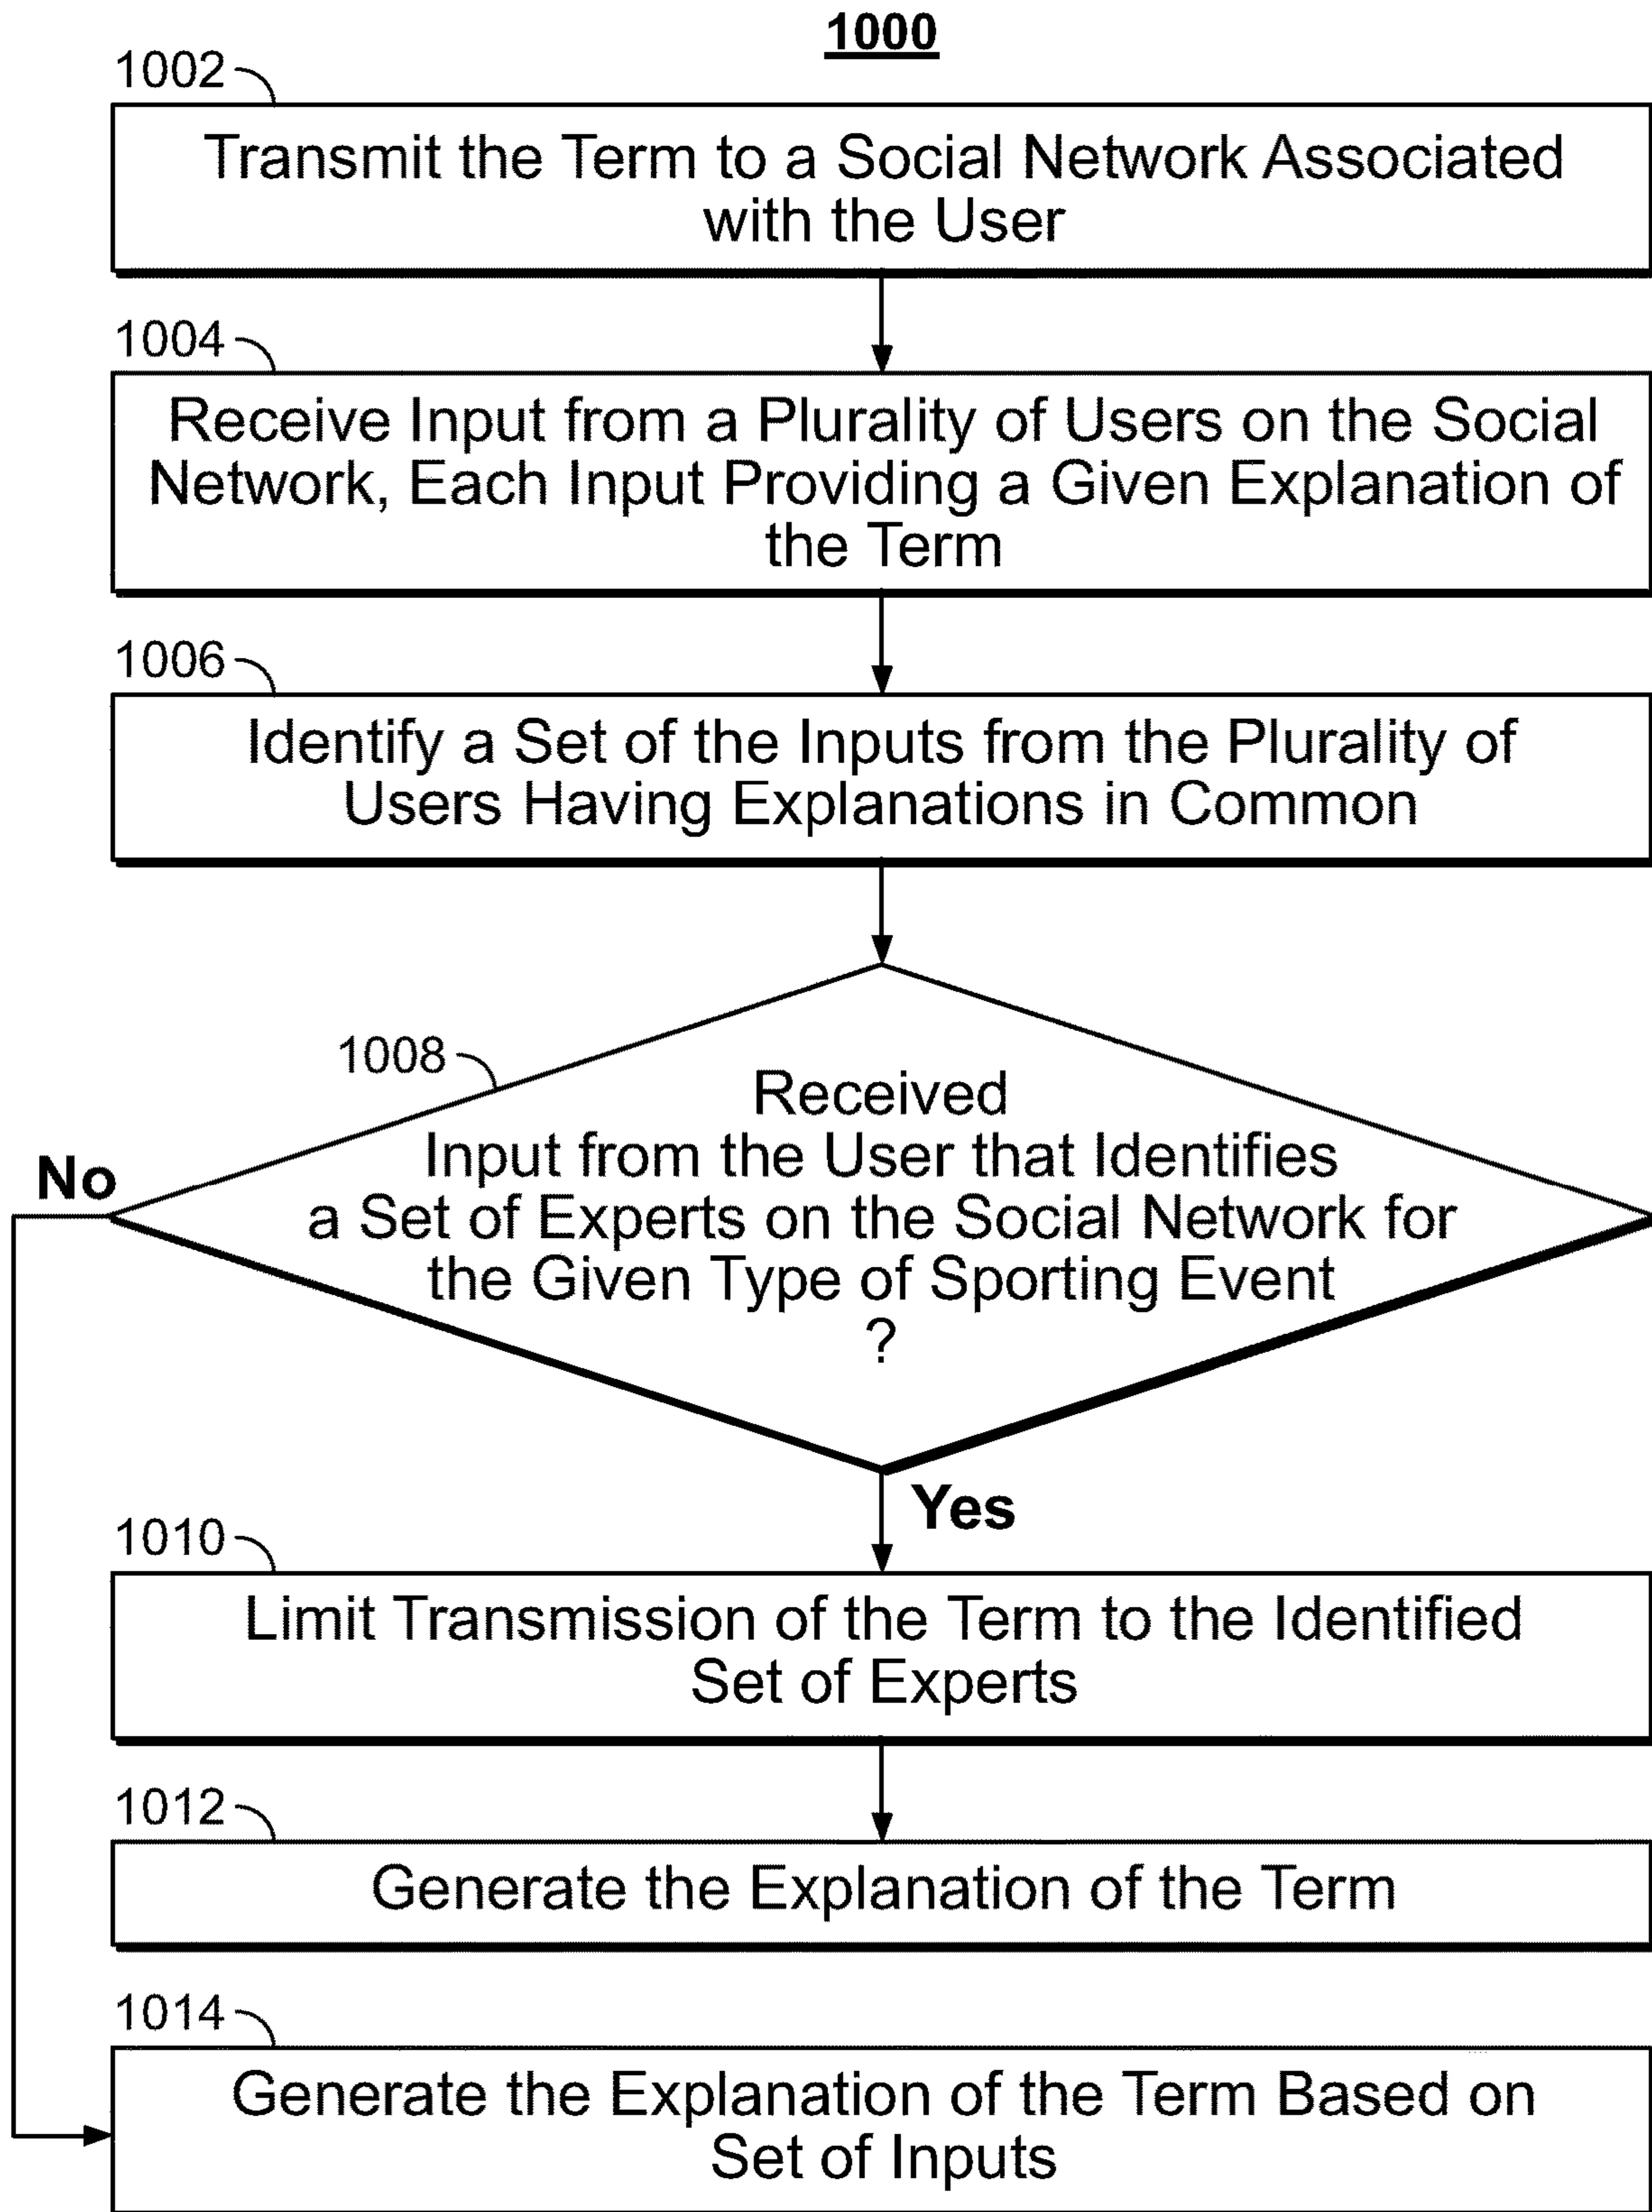 1000
1002
Transmit the Term to a Social Network Associated
with the User
1004
Receive Input from a Plurality of Users on the Social
Network, Each Input Providing a Given Explanation of
the Term
1006
Identify a Set of the Inputs from the Plurality of
Users Having Explanations in Common
1008
Received
Input from the User that Identifies
a Set of Experts on the Social Network for
the Given Type of Sporting Event
?
No
Yes
1010
Limit Transmission of the Term to the Identified
Set of Experts
1012
Generate the Explanation of the Term
1014
Generate the Explanation of the Term Based on
Set of Inputs